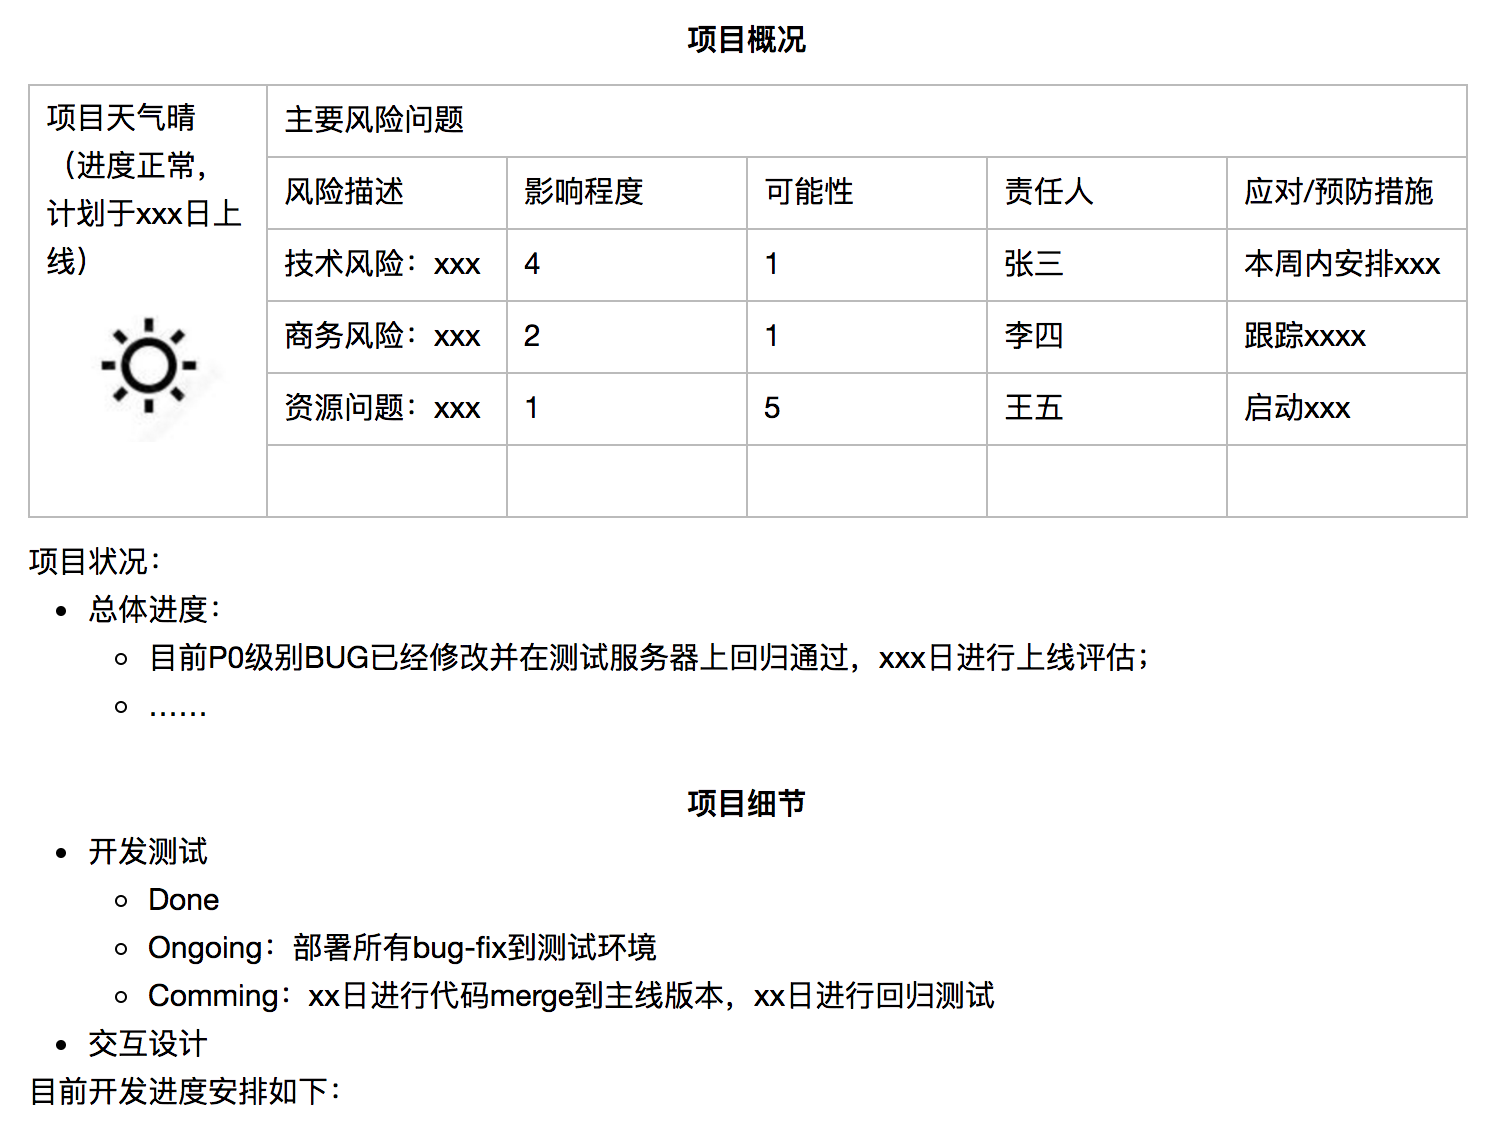 项目概况
项目天气晴
（进度正常，
计划于xxx日上
线）
主要风险问题
风险描述 影响程度 可能性 责任人 应对/预防措施
技术风险：xxx 4 1 张三 本周内安排xxx
商务风险：xxx 2 1 李四 跟踪xxxx
资源问题：xxx 1 5 王五 启动xxx
项目状况：
• 总体进度：
◦ 目前P0级别BUG已经修改并在测试服务器上回归通过，xxx日进行上线评估；
◦ ……
项目细节
• 开发测试
◦ Done
◦ Ongoing：部署所有bug-fix到测试环境
◦ Comming：xx日进行代码merge到主线版本，xx日进行回归测试
• 交互设计
目前开发进度安排如下：